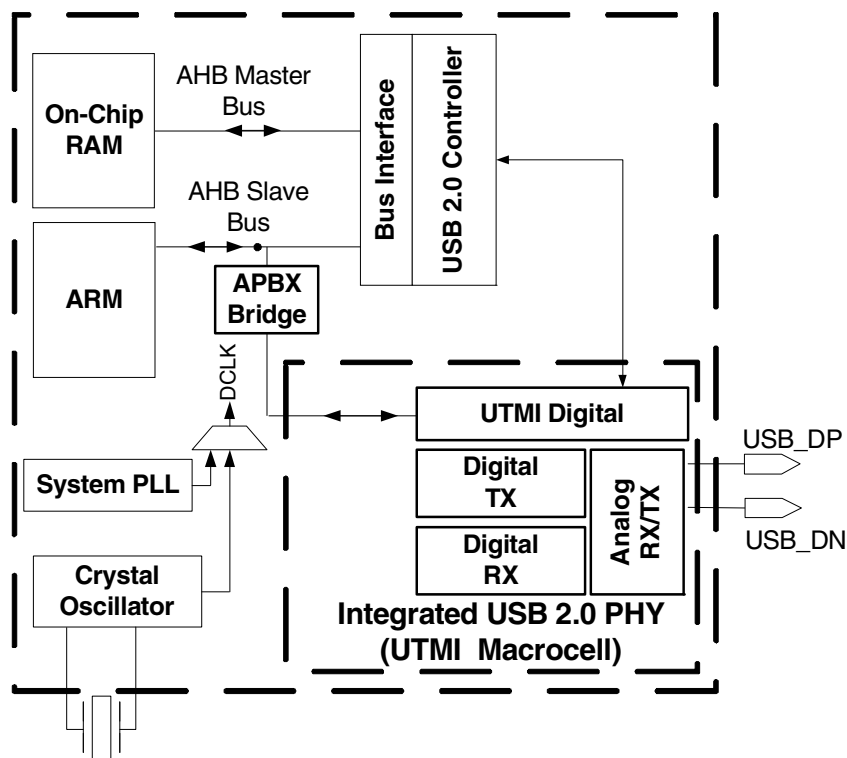 On-Chip
RAM
AHB Master
Bus
Bus Interface
USB 2.0 Controller
AHB Slave
Bus
ARM
APBX
Bridge
DCLK
System PLL
Crystal
Oscillator
UTMI Digital
Digital
TX
Digital
RX
Analog
RX/TX
USB_DP
USB_DN
Integrated USB 2.0 PHY
(UTMI Macrocell)